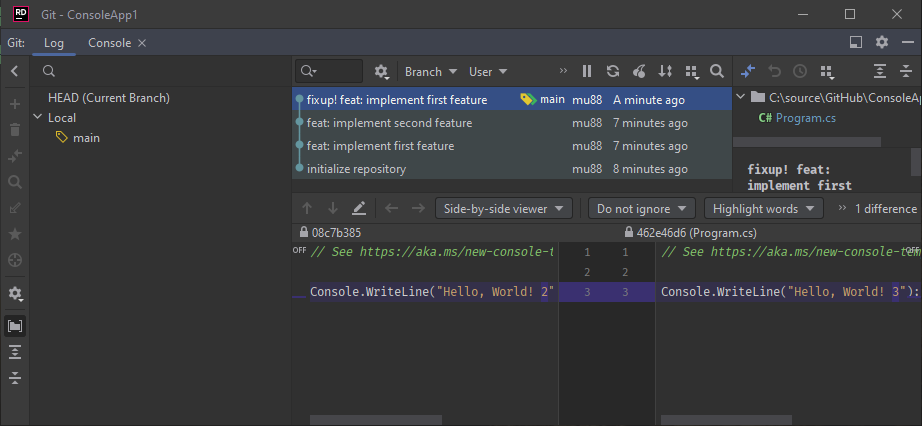 RD Git - ConsoleApp1
Git: Log Console
Branch User
HEAD (Current Branch)
Local
main
fixup! feat: implement first feature main mu88 A minute ago
feat: implement second feature mu88 7 minutes ago
feat: implement first feature mu88 7 minutes ago
initialize repository mu88 8 minutes ago
C:\source\GitHub\ConsoleAp
C# Program.cs
fixup! feat:
implement first
Side-by-side viewer Do not ignore Highlight words 1 difference
08c7b385 462e46d6 (Program.cs)
OFF // See https://aka.ms/new-console-t 1 1 // See https://aka.ms/new-console-tem OFF
2 2
Console.WriteLine("Hello, World! 2" 3 3 Console.WriteLine("Hello, World! 3");